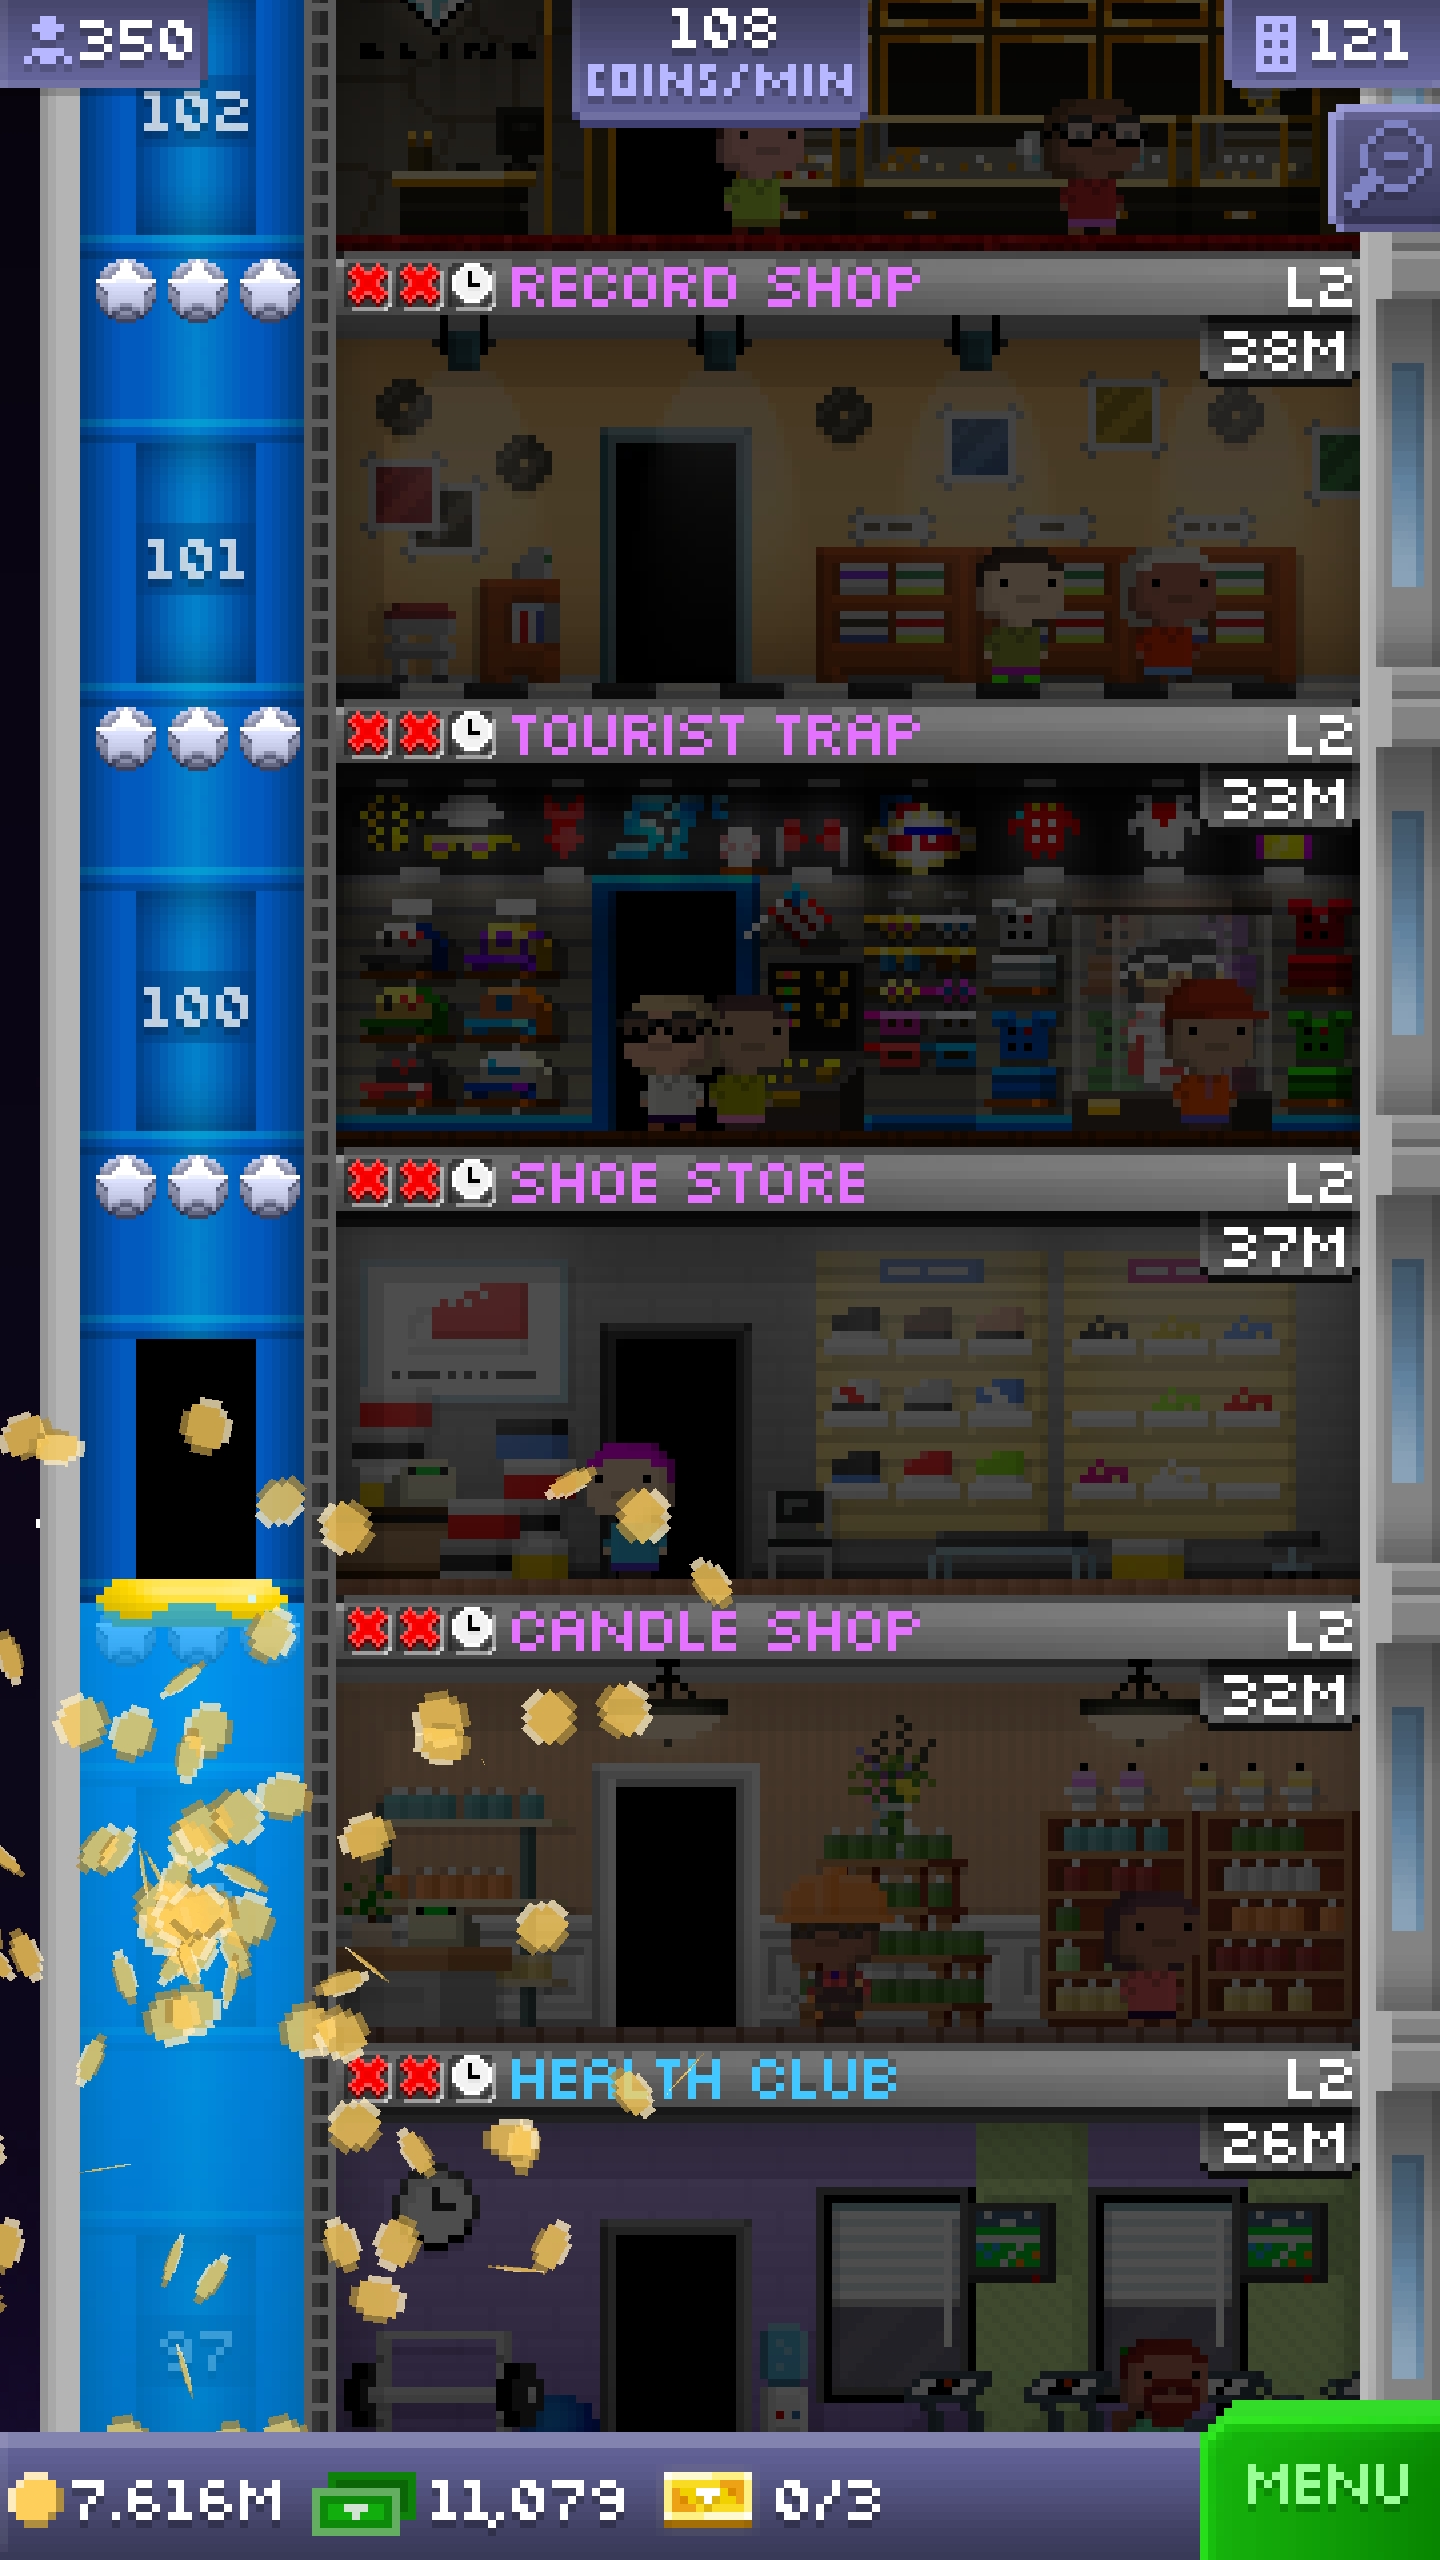 350
108
COINS/MIN
121
102
RECORD SHOP L2
38M
101
TOURIST TRAP L2
33M
100
SHOE STORE L2
37M
CANDLE SHOP L2
32M
HEALTH CLUB L2
26M
97
7.616M 11,079 0/3
MENU